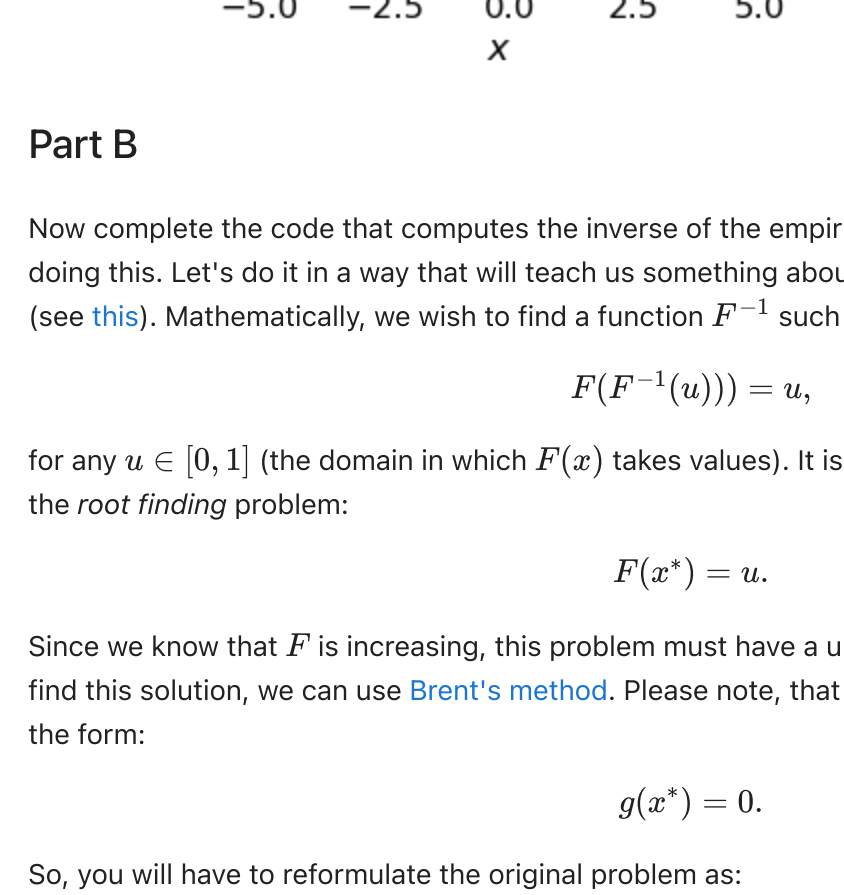 −5.0 −2.5 0.0 2.5 5.0
x
Part B
Now complete the code that computes the inverse of the empir
doing this. Let's do it in a way that will teach us something abou
(see this). Mathematically, we wish to find a function F⁻¹ such
F(F⁻¹(u))) = u,
for any u ∈ [0, 1] (the domain in which F(x) takes values). It is
the root finding problem:
F(x*) = u.
Since we know that F is increasing, this problem must have a u
find this solution, we can use Brent's method. Please note, that
the form:
g(x*) = 0.
So, you will have to reformulate the original problem as: